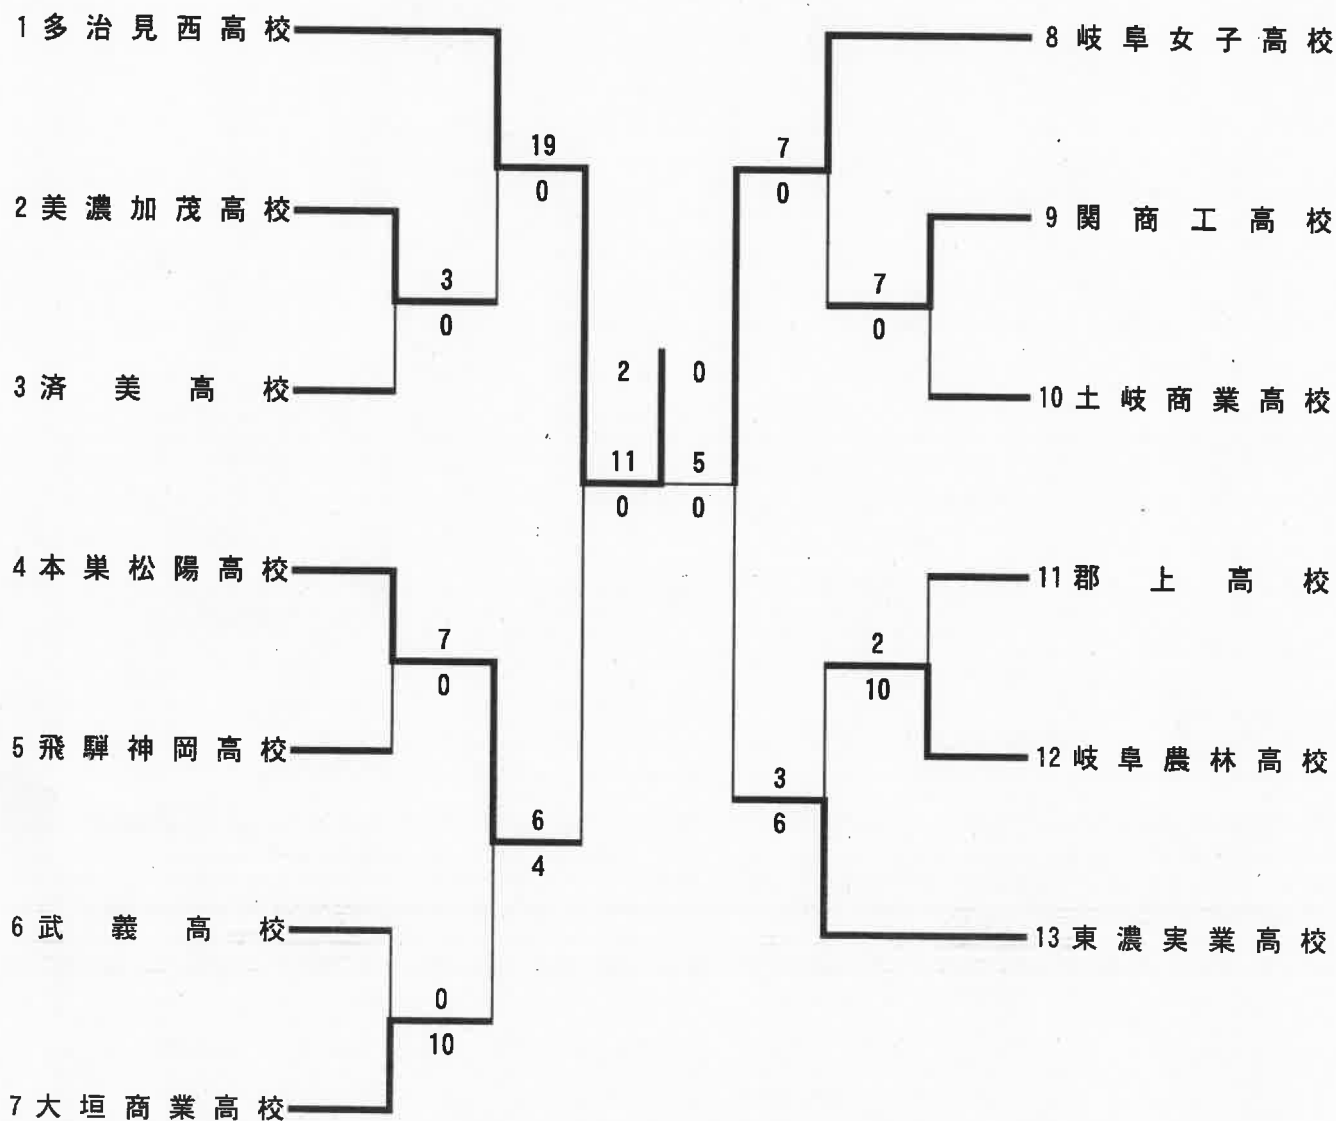 1 多治見西高校
2 美濃加茂高校
3 済美高校
4 本巣松陽高校
5 飛騨神岡高校
6 武義高校
7 大垣商業高校
3
0
7
0
0
10
19
0
6
4
11
0
2
0
5
0
7
0
3
6
7
0
2
10
8 岐阜女子高校
9 関商工高校
10 土岐商業高校
11 郡上高校
12 岐阜農林高校
13 東濃実業高校